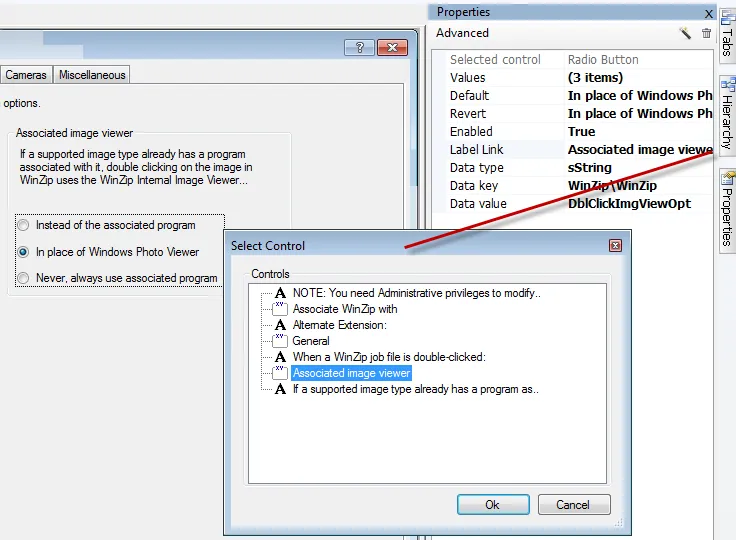 Properties
X
Advanced
Selected control Radio Button
Values (3 items)
Default In place of Windows Pho
Revert In place of Windows Pho
Enabled True
Label Link Associated image viewe
Data type sString
Data key WinZip\WinZip
Data value DblClickImgViewOpt
Tabs
Hierarchy
Properties
?
Cameras Miscellaneous
options.
Associated image viewer
If a supported image type already has a program
associated with it, double clicking on the image in
WinZip uses the WinZip Internal Image Viewer...
Instead of the associated program
In place of Windows Photo Viewer
Never, always use associated program
Select Control
Controls
A NOTE: You need Administrative privileges to modify..
XY Associate WinZip with
A Alternate Extension:
XY General
A When a WinZip job file is double-clicked:
XY Associated image viewer
A If a supported image type already has a program as..
Ok Cancel